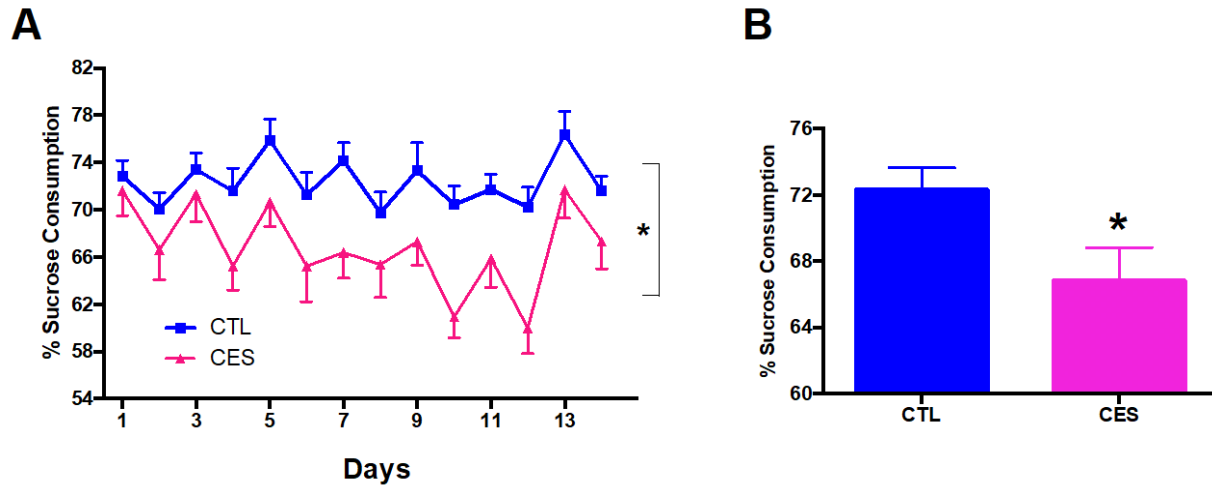 A
% Sucrose Consumption
82
78
74
70
66
62
58
54
CTL
CES
*
1 3 5 7 9 11 13
Days
B
% Sucrose Consumption
76
72
68
64
60
*
CTL CES